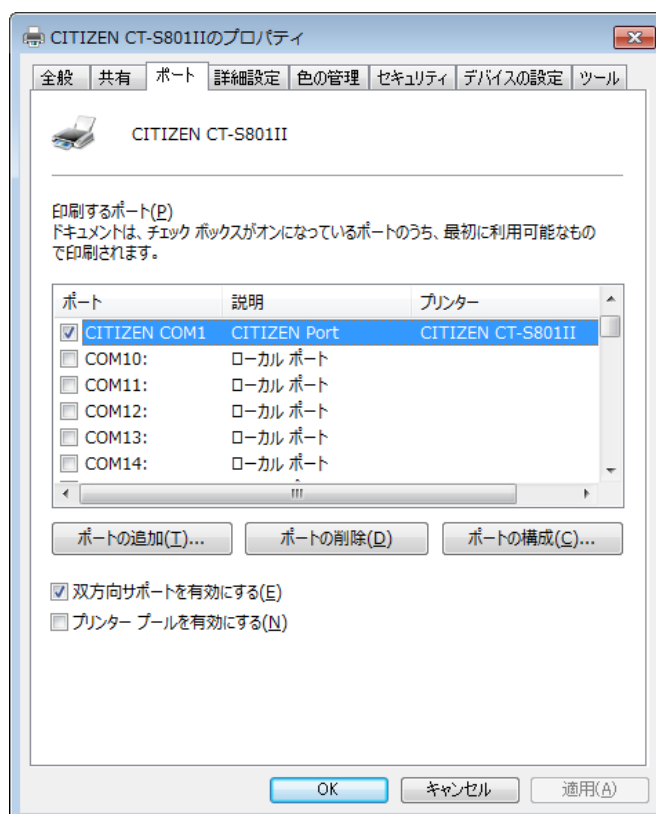 CITIZEN CT-S801IIのプロパティ
全般 共有 ポート 詳細設定 色の管理 セキュリティ デバイスの設定 ツール
CITIZEN CT-S801II
印刷するポート(P)
ドキュメントは、チェック ボックスがオンになっているポートのうち、最初に利用可能なもの
で印刷されます。
ポート 説明 プリンター
CITIZEN COM1 CITIZEN Port CITIZEN CT-S801II
COM10: ローカル ポート
COM11: ローカル ポート
COM12: ローカル ポート
COM13: ローカル ポート
COM14: ローカル ポート
ポートの追加(T)... ポートの削除(D) ポートの構成(C)...
双方向サポートを有効にする(E)
プリンター プールを有効にする(N)
OK キャンセル 適用(A)